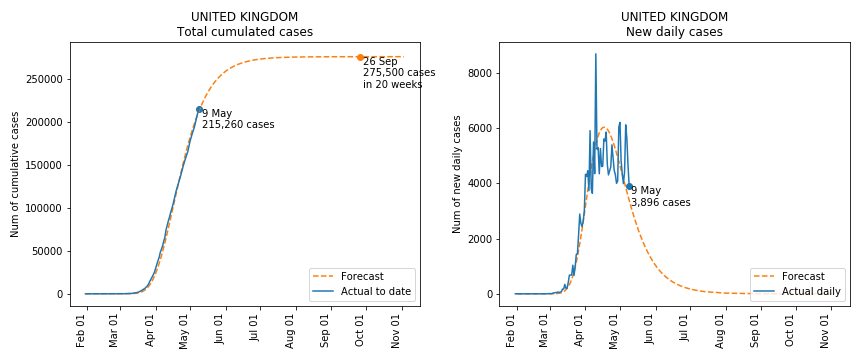 UNITED KINGDOM
Total cumulated cases
Num of cumulative cases
250000
200000
150000
100000
50000
0
26 Sep
275,500 cases
in 20 weeks
9 May
215,260 cases
Forecast
Actual to date
Feb 01
Mar 01
Apr 01
May 01
Jun 01
Jul 01
Aug 01
Sep 01
Oct 01
Nov 01
UNITED KINGDOM
New daily cases
Num of new daily cases
8000
6000
4000
2000
0
9 May
3,896 cases
Forecast
Actual daily
Feb 01
Mar 01
Apr 01
May 01
Jun 01
Jul 01
Aug 01
Sep 01
Oct 01
Nov 01